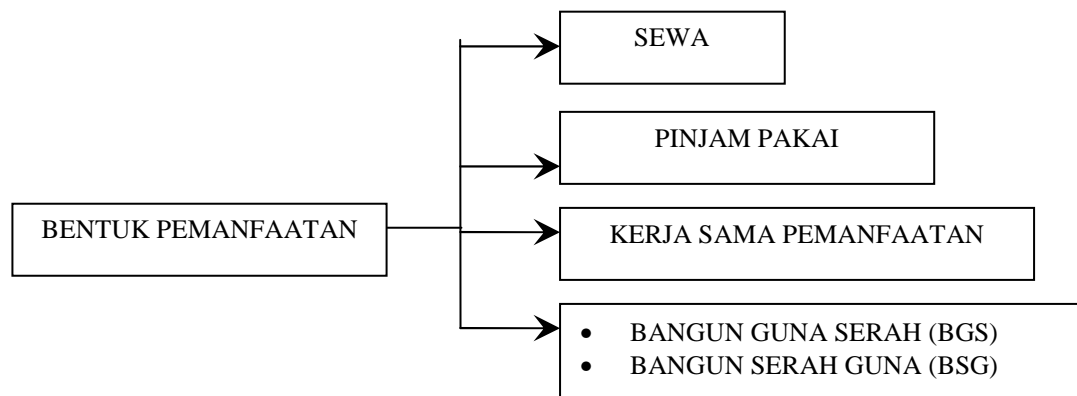 SEWA
PINJAM PAKAI
BENTUK PEMANFAATAN
KERJA SAMA PEMANFAATAN
• BANGUN GUNA SERAH (BGS)
• BANGUN SERAH GUNA (BSG)